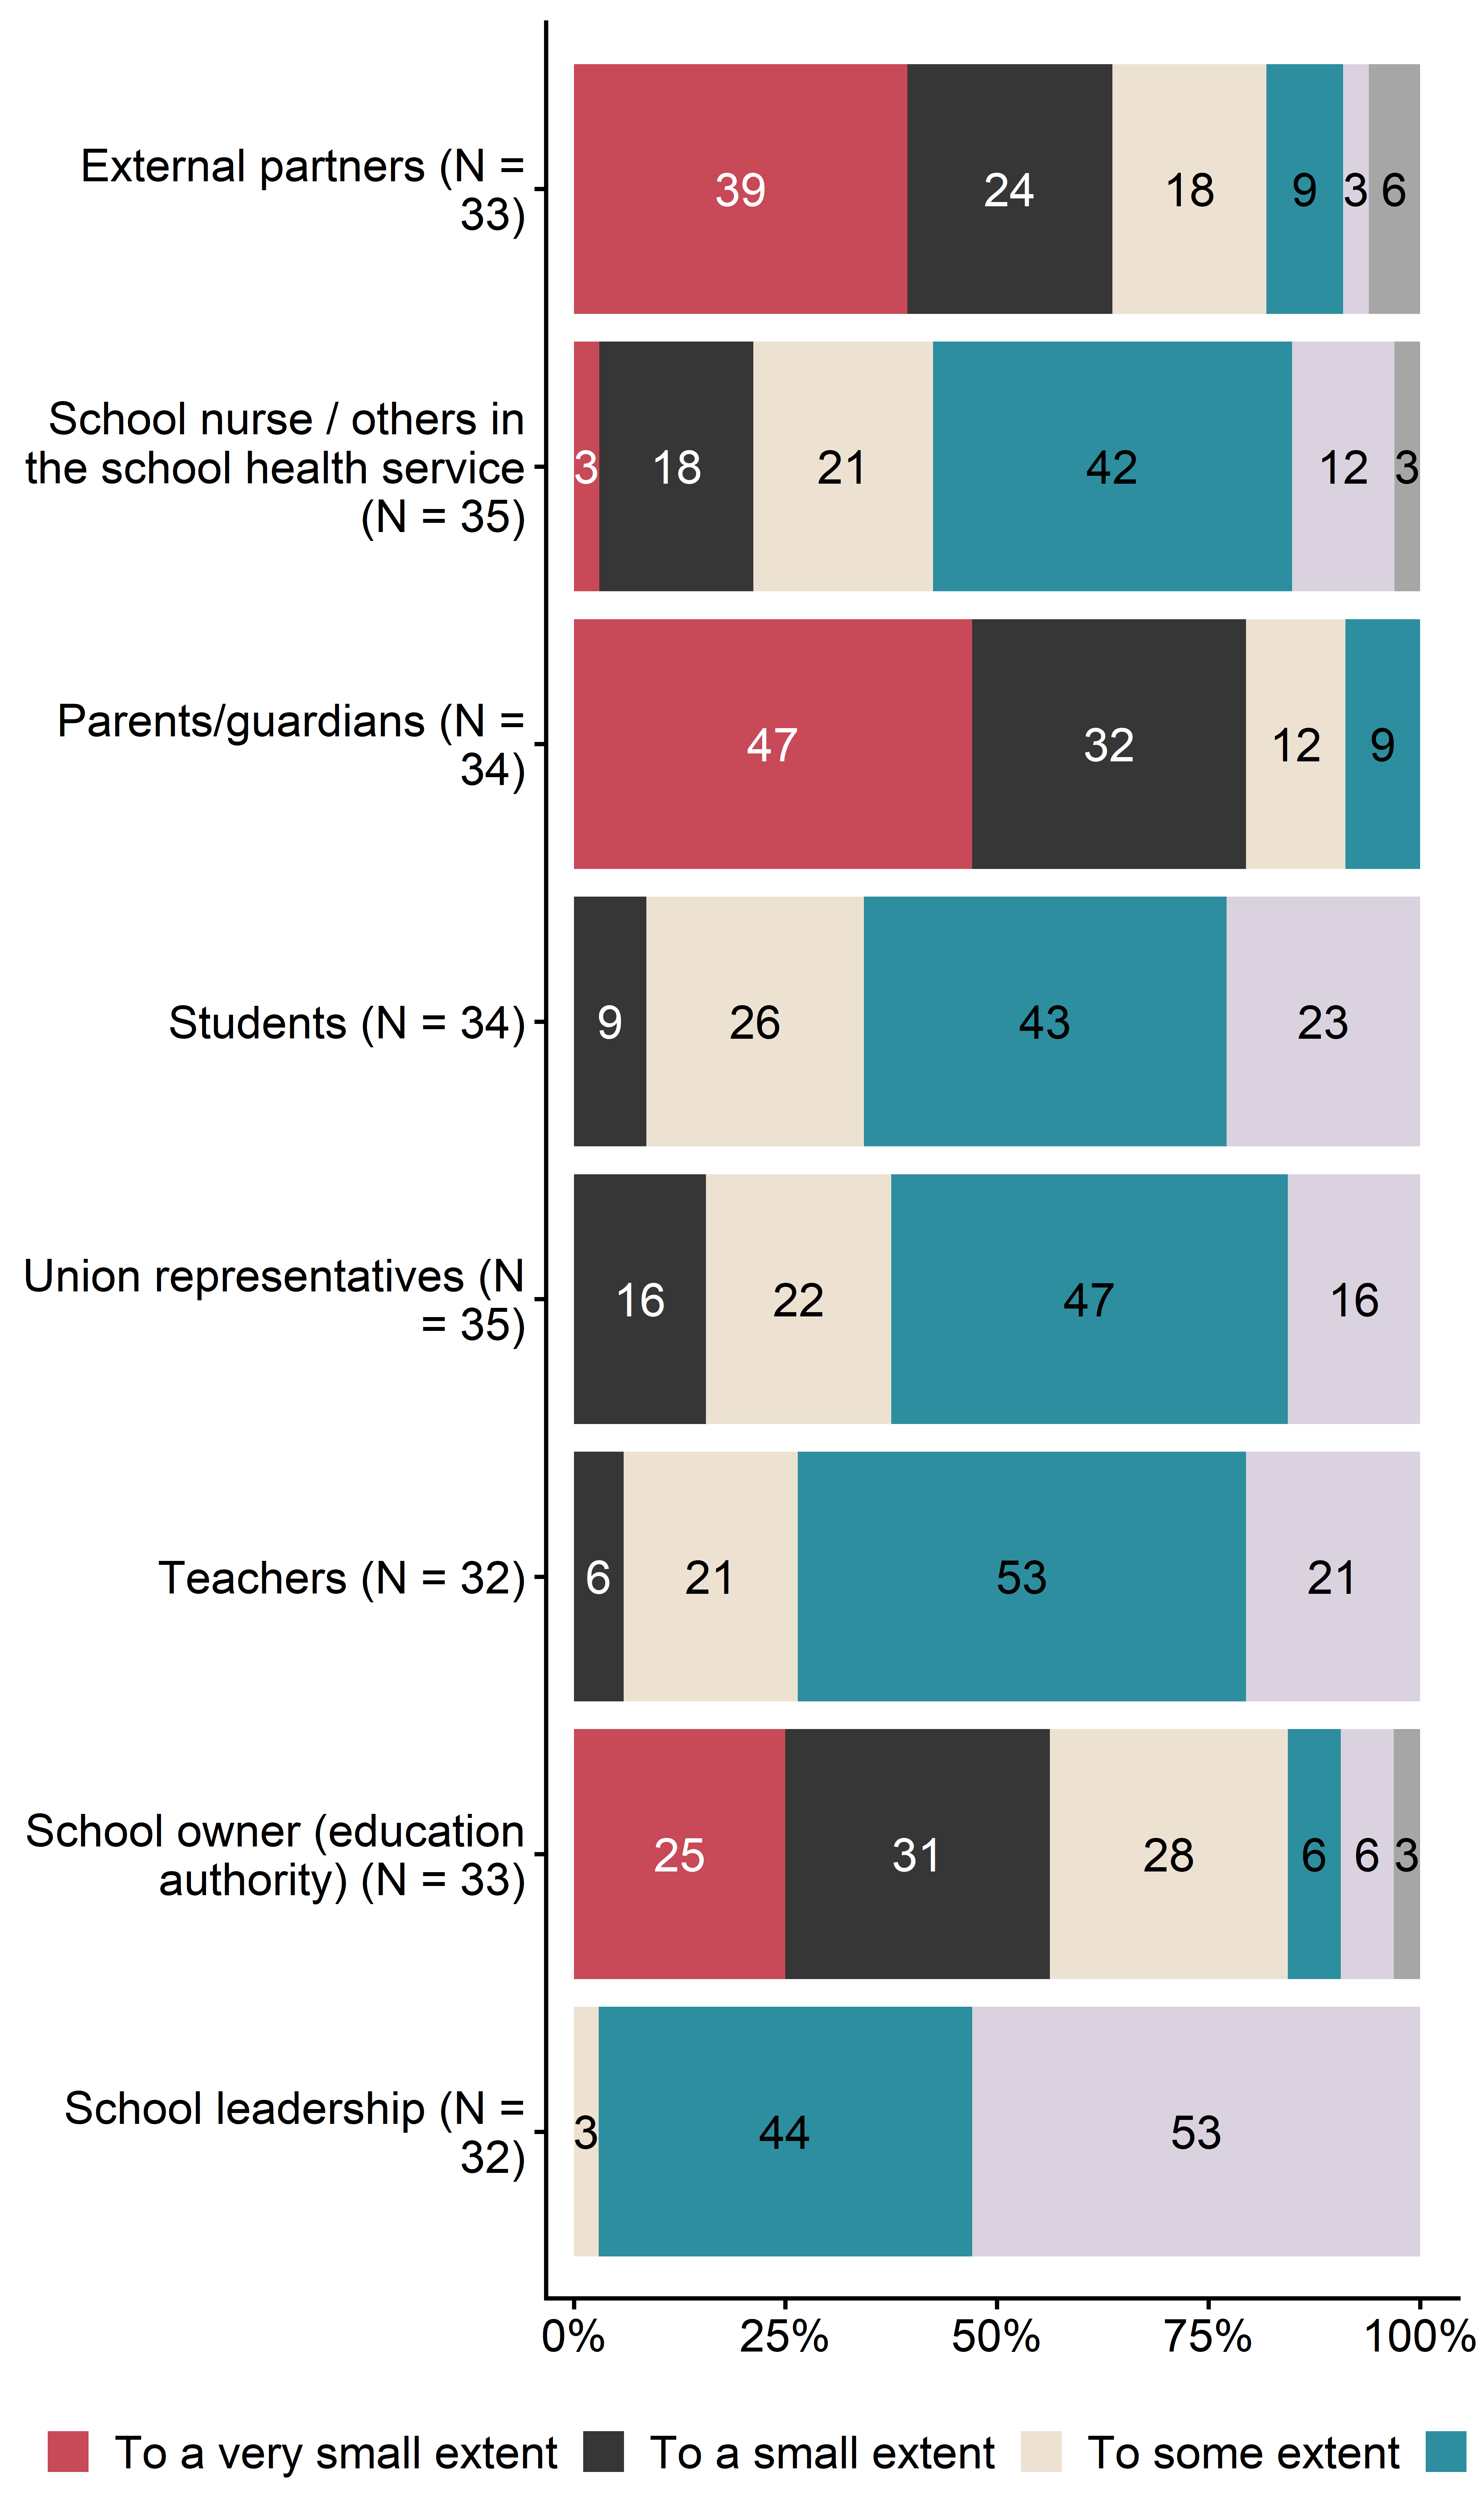 External partners (N =
33)
39 24 18 9 3 6
School nurse / others in
the school health service
(N = 35)
3 18 21 42 12 3
Parents/guardians (N =
34)
47 32 12 9
Students (N = 34)
9 26 43 23
Union representatives (N
= 35)
16 22 47 16
Teachers (N = 32)
6 21 53 21
School owner (education
authority) (N = 33)
25 31 28 6 6 3
School leadership (N =
32)
3 44 53
0% 25% 50% 75% 100%
To a very small extent To a small extent To some extent